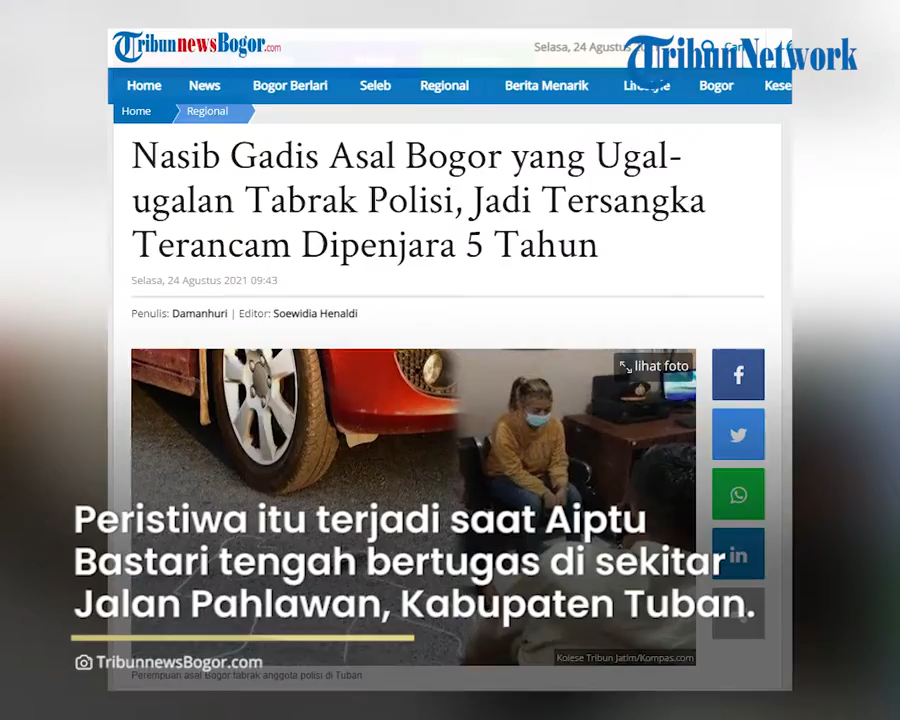 TribunnewsBogor.com
Selasa, 24 Agustus
TribunNetwork
Home News Bogor Berlari Seleb Regional Berita Menarik Lifestyle Bogor Kese
Home Regional
Nasib Gadis Asal Bogor yang Ugal-
ugalan Tabrak Polisi, Jadi Tersangka
Terancam Dipenjara 5 Tahun
Selasa, 24 Agustus 2021 09:43
Penulis: Damanhuri | Editor: Soewidia Henaldi
lihat foto
Peristiwa itu terjadi saat Aiptu
Bastari tengah bertugas di sekitar
Jalan Pahlawan, Kabupaten Tuban.
Kolese Tribun Jatim/Kompas.com
TribunnewsBogor.com
Perempuan asal Bogor tabrak anggota polisi di Tuban